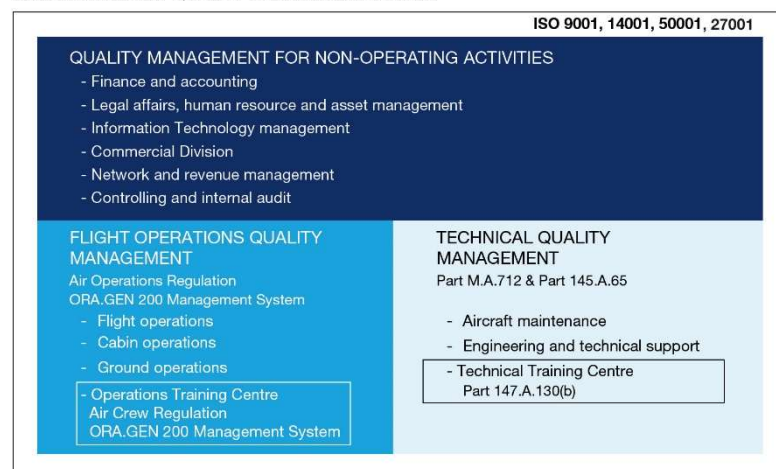 ISO 9001, 14001, 50001, 27001
QUALITY MANAGEMENT FOR NON-OPERATING ACTIVITIES
- Finance and accounting
- Legal affairs, human resource and asset management
- Information Technology management
- Commercial Division
- Network and revenue management
- Controlling and internal audit
FLIGHT OPERATIONS QUALITY
MANAGEMENT
Air Operations Regulation
ORA.GEN 200 Management System
- Flight operations
- Cabin operations
- Ground operations
- Operations Training Centre
Air Crew Regulation
ORA.GEN 200 Management System
TECHNICAL QUALITY
MANAGEMENT
Part M.A.712 & Part 145.A.65
- Aircraft maintenance
- Engineering and technical support
- Technical Training Centre
Part 147.A.130(b)